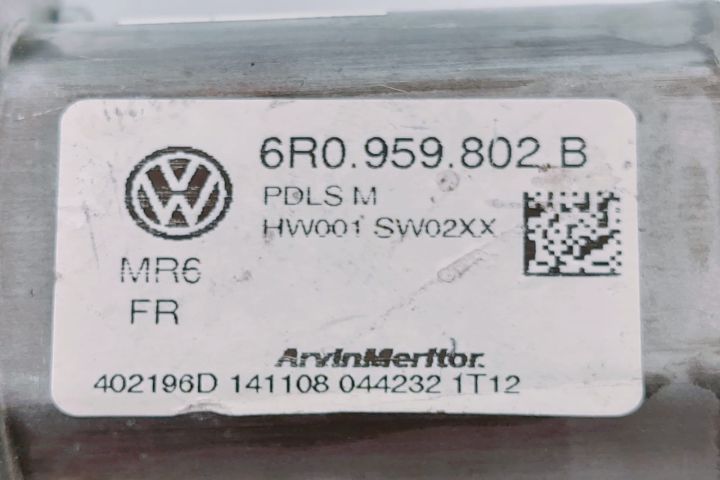 6R0.959.802 B
PDLS M
HW001 SW02XX
MR6
FR
ArvinMeritor.
402196D 141108 044232 1T12